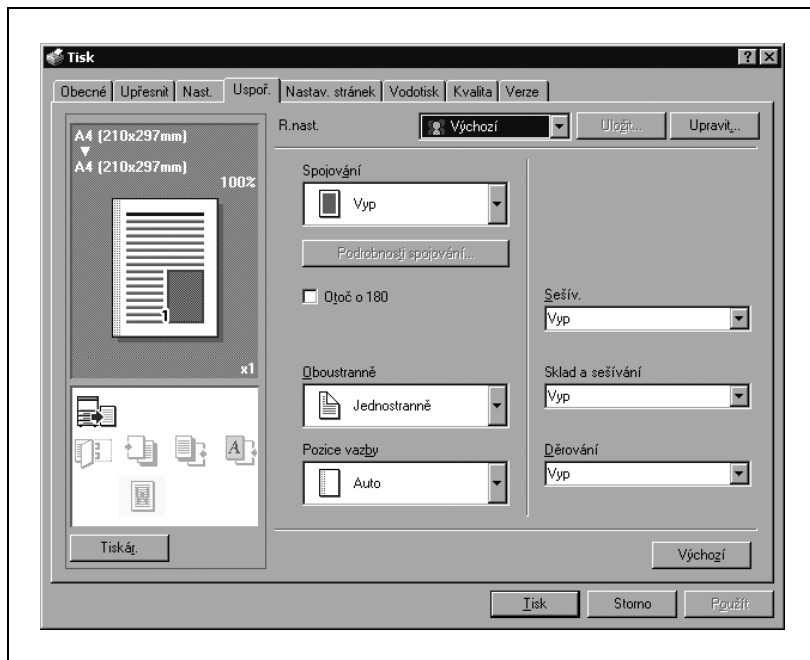 Tisk
Obecné Upřesnit Nast. Uspoř. Nastav. stránek Vodotisk Kvalita Verze
A4 (210x297mm)
A4 (210x297mm)
100%
1
x1
Tiskár.
R.nast. Výchozí Uložit... Upravit...
Spojování
Vyp
Podrobnosti spojování...
Otoč o 180
Sešív.
Vyp
Oboustranně
Jednostranně
Sklad a sešívání
Vyp
Pozice vazby
Auto
Děrování
Vyp
Výchozí
Tisk Storno Použít